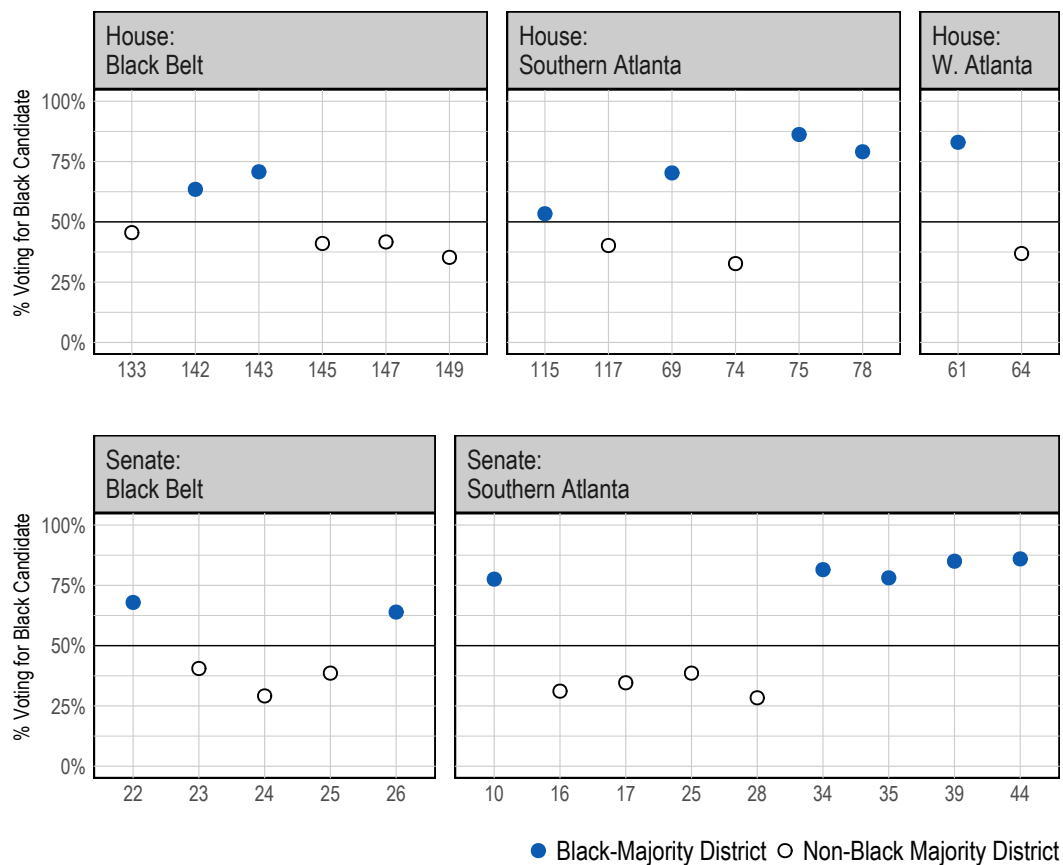 House:
Black Belt
House:
Southern Atlanta
House:
W. Atlanta
% Voting for Black Candidate
100%
75%
50%
25%
0%
133 142 143 145 147 149
115 117 69 74 75 78
61 64
Senate:
Black Belt
Senate:
Southern Atlanta
% Voting for Black Candidate
100%
75%
50%
25%
0%
22 23 24 25 26
10 16 17 25 28 34 35 39 44
Black-Majority District Non-Black Majority District